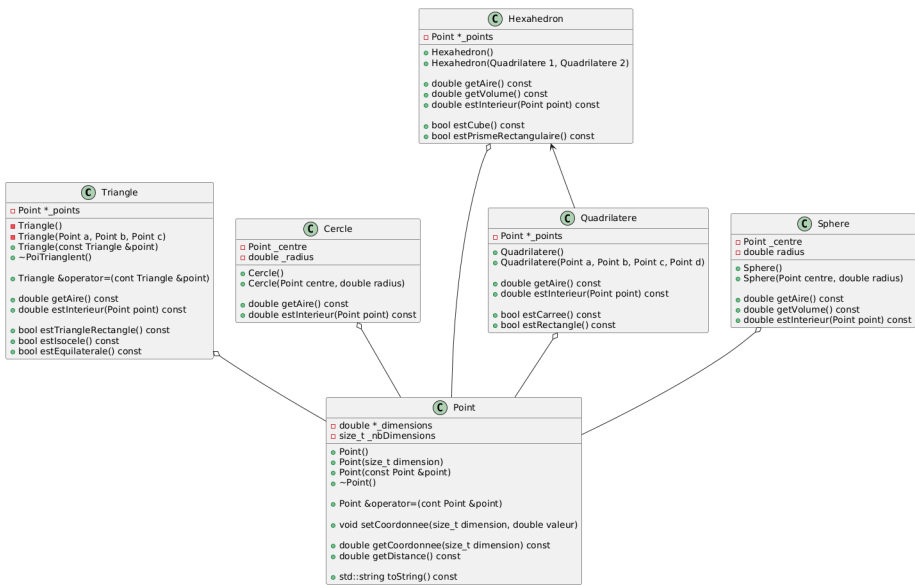 Hexahedron
Point *_points
Hexahedron()
Hexahedron(Quadrilatere 1, Quadrilatere 2)
double getAire() const
double getVolume() const
double estInterieur(Point point) const
bool estCube() const
bool estPrismeRectangulaire() const
Triangle
Point *_points
Triangle()
Triangle(Point a, Point b, Point c)
Triangle(const Triangle &point)
~PoiTrianglent()
Triangle &operator=(cont Triangle &point)
double getAire() const
double estInterieur(Point point) const
bool estTriangleRectangle() const
bool estIsocele() const
bool estEquilaterale() const
Cercle
Point _centre
double _radius
Cercle()
Cercle(Point centre, double radius)
double getAire() const
double estInterieur(Point point) const
Quadrilatere
Point *_points
Quadrilatere()
Quadrilatere(Point a, Point b, Point c, Point d)
double getAire() const
double estInterieur(Point point) const
bool estCarree() const
bool estRectangle() const
Sphere
Point _centre
double radius
Sphere()
Sphere(Point centre, double radius)
double getAire() const
double getVolume() const
double estInterieur(Point point) const
Point
double *_dimensions
size_t _nbDimensions
Point()
Point(size_t dimension)
Point(const Point &point)
~Point()
Point &operator=(cont Point &point)
void setCoordonnee(size_t dimension, double valeur)
double getCoordonnee(size_t dimension) const
double getDistance() const
std::string toString() const